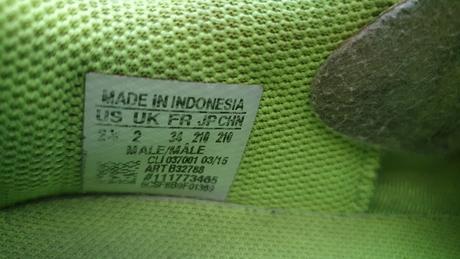 MADE IN INDONESIA
US UK FR JP CHN
2½ 2 34 210 210
MALE/MÂLE
CLI 037001 03/15
ART B32788
#111773465